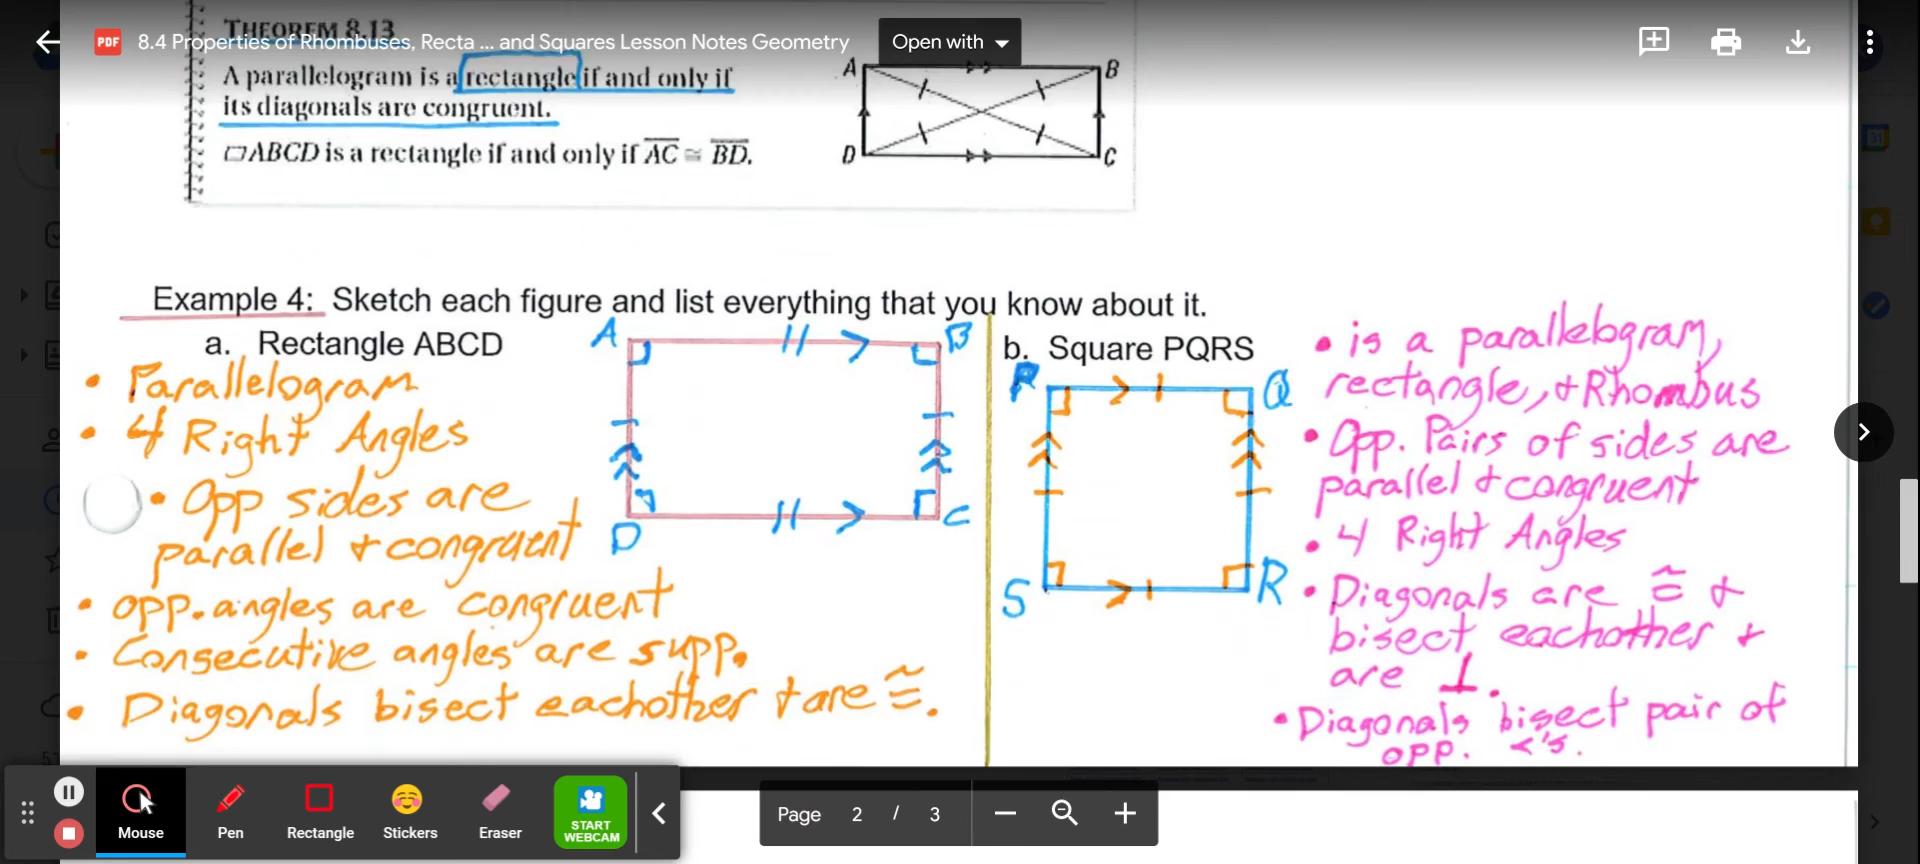 THEOREM 8.13
8.4 Properties of Rhombuses, Recta ... and Squares Lesson Notes Geometry
PDF
Open with
A parallelogram is a rectangle if and only if
its diagonals are congruent.
▱ABCD is a rectangle if and only if AC ≅ BD.
A
B
D
C
31
Example 4: Sketch each figure and list everything that you know about it.
a. Rectangle ABCD
A
B
D
C
• Parallelogram
• 4 Right Angles
• Opp sides are
parallel + congruent
• opp. angles are congruent
• Consecutive angles are supp.
• Diagonals bisect eachother + are ≅.
b. Square PQRS
P
Q
S
R
• is a parallelogram,
rectangle, + Rhombus
• Opp. Pairs of sides are
parallel + congruent
• 4 Right Angles
• Diagonals are ≅ +
bisect eachother +
are ⊥.
• Diagonals bisect pair of
opp. <'s.
Mouse
Pen
Rectangle
Stickers
Eraser
START
WEBCAM
Page 2 / 3